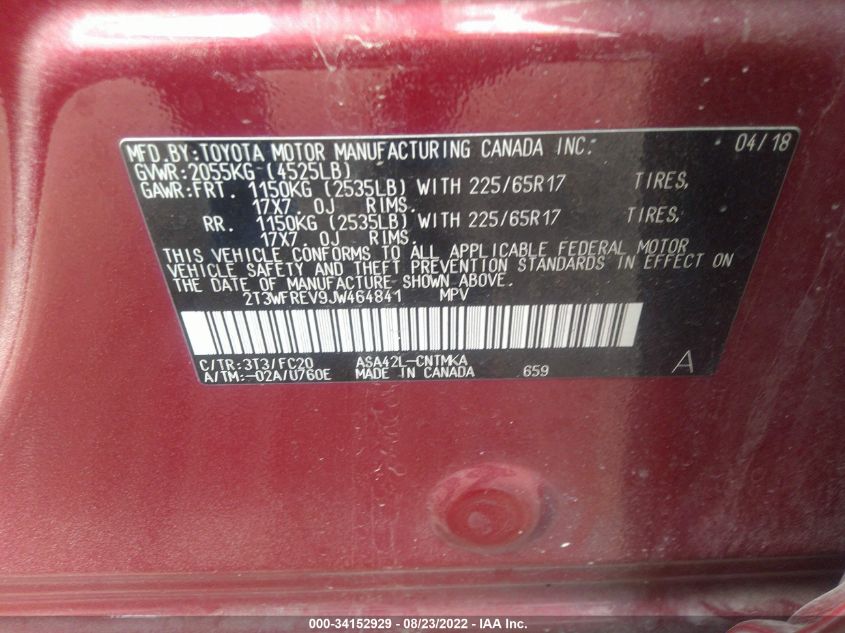 MFD.BY:TOYOTA MOTOR MANUFACTURING CANADA INC. 04/18
GVWR:2055KG (4525LB)
GAWR:FRT. 1150KG (2535LB) WITH 225/65R17 TIRES,
17X7.0J RIMS.
RR. 1150KG (2535LB) WITH 225/65R17 TIRES,
17X7.0J RIMS.
THIS VEHICLE CONFORMS TO ALL APPLICABLE FEDERAL MOTOR
VEHICLE SAFETY AND THEFT PREVENTION STANDARDS IN EFFECT ON
THE DATE OF MANUFACTURE SHOWN ABOVE.
2T3WFREV9JW464841 MPV
C/TR:3T3/FC20 ASA42L-CNTMKA
A/TM:-02A/U760E MADE IN CANADA 659 A
000-34152929 - 08/23/2022 - IAA Inc.